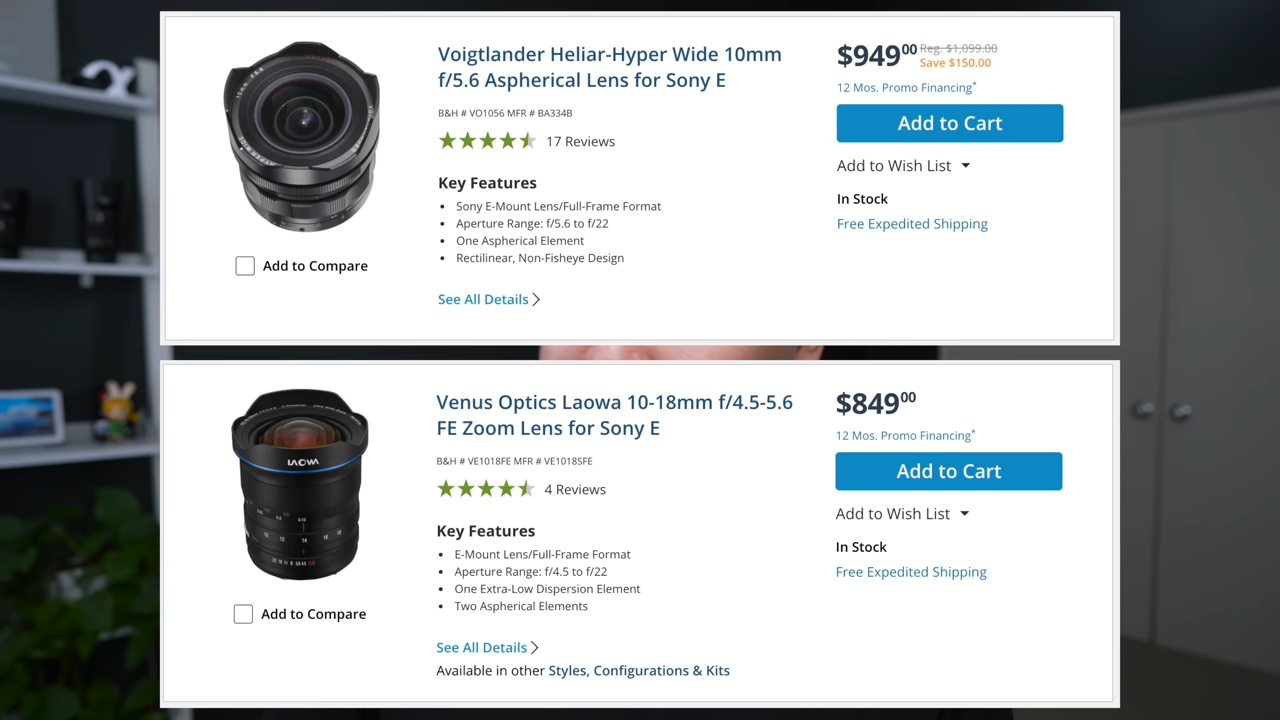 Voigtlander Heliar-Hyper Wide 10mm
f/5.6 Aspherical Lens for Sony E
B&H # VO1056 MFR # BA334B
17 Reviews
Key Features
• Sony E-Mount Lens/Full-Frame Format
• Aperture Range: f/5.6 to f/22
• One Aspherical Element
• Rectilinear, Non-Fisheye Design
See All Details
Add to Compare
$949.00 Reg. $1,099.00
Save $150.00
12 Mos. Promo Financing*
Add to Cart
Add to Wish List
In Stock
Free Expedited Shipping
LAOWA
Venus Optics Laowa 10-18mm f/4.5-5.6
FE Zoom Lens for Sony E
B&H # VE1018FE MFR # VE1018SFE
4 Reviews
Key Features
• E-Mount Lens/Full-Frame Format
• Aperture Range: f/4.5 to f/22
• One Extra-Low Dispersion Element
• Two Aspherical Elements
See All Details
Available in other Styles, Configurations & Kits
Add to Compare
$849.00
12 Mos. Promo Financing*
Add to Cart
Add to Wish List
In Stock
Free Expedited Shipping